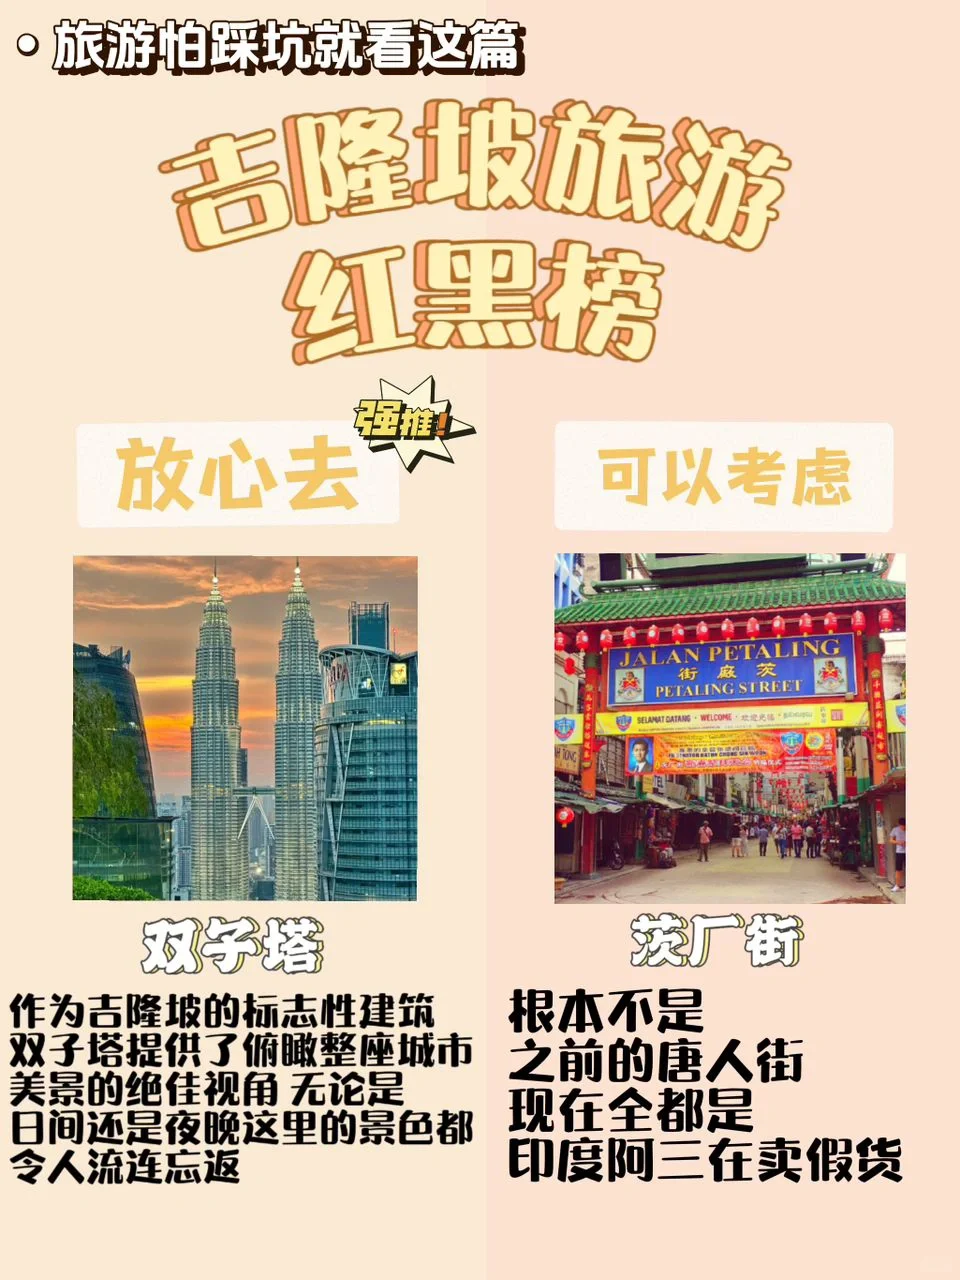 旅游怕踩坑就看这篇
吉隆坡旅游
红黑榜
强推!
放心去
可以考虑
JALAN PETALING
街廠茨
PETALING STREET
SELAMAT DATANG · WELCOME · 欢迎光临
双子塔
茨厂街
作为吉隆坡的标志性建筑
双子塔提供了俯瞰整座城市
美景的绝佳视角 无论是
日间还是夜晚这里的景色都
令人流连忘返
根本不是
之前的唐人街
现在全都是
印度阿三在卖假货